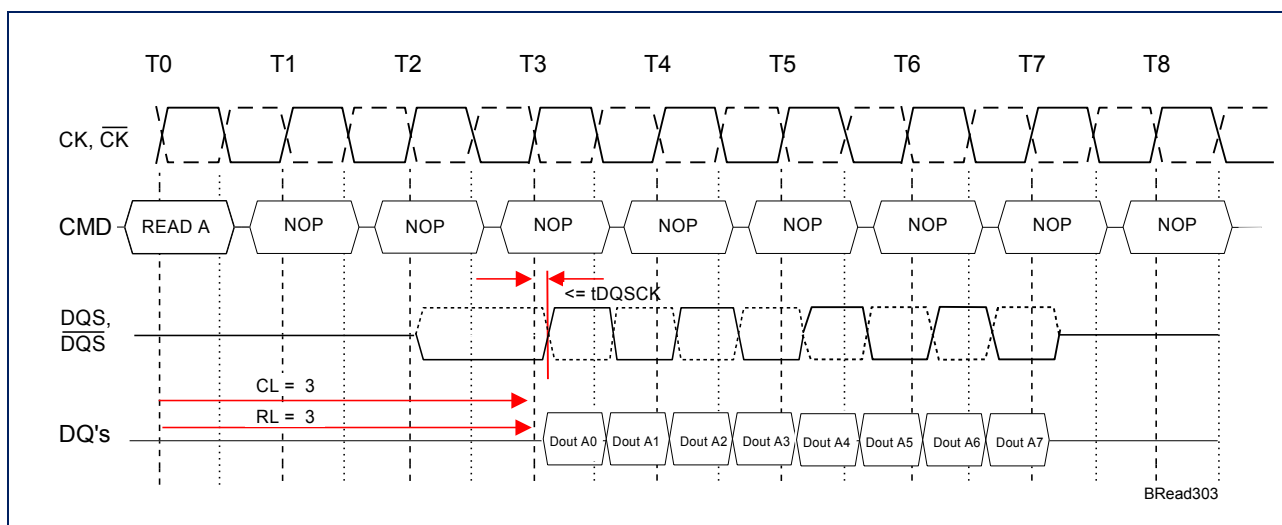 T0 T1 T2 T3 T4 T5 T6 T7 T8
CK, CK
CMD READ A NOP NOP NOP NOP NOP NOP NOP NOP
<= tDQSCK
DQS,
DQS
CL = 3
RL = 3
DQ's Dout A0 Dout A1 Dout A2 Dout A3 Dout A4 Dout A5 Dout A6 Dout A7
BRead303